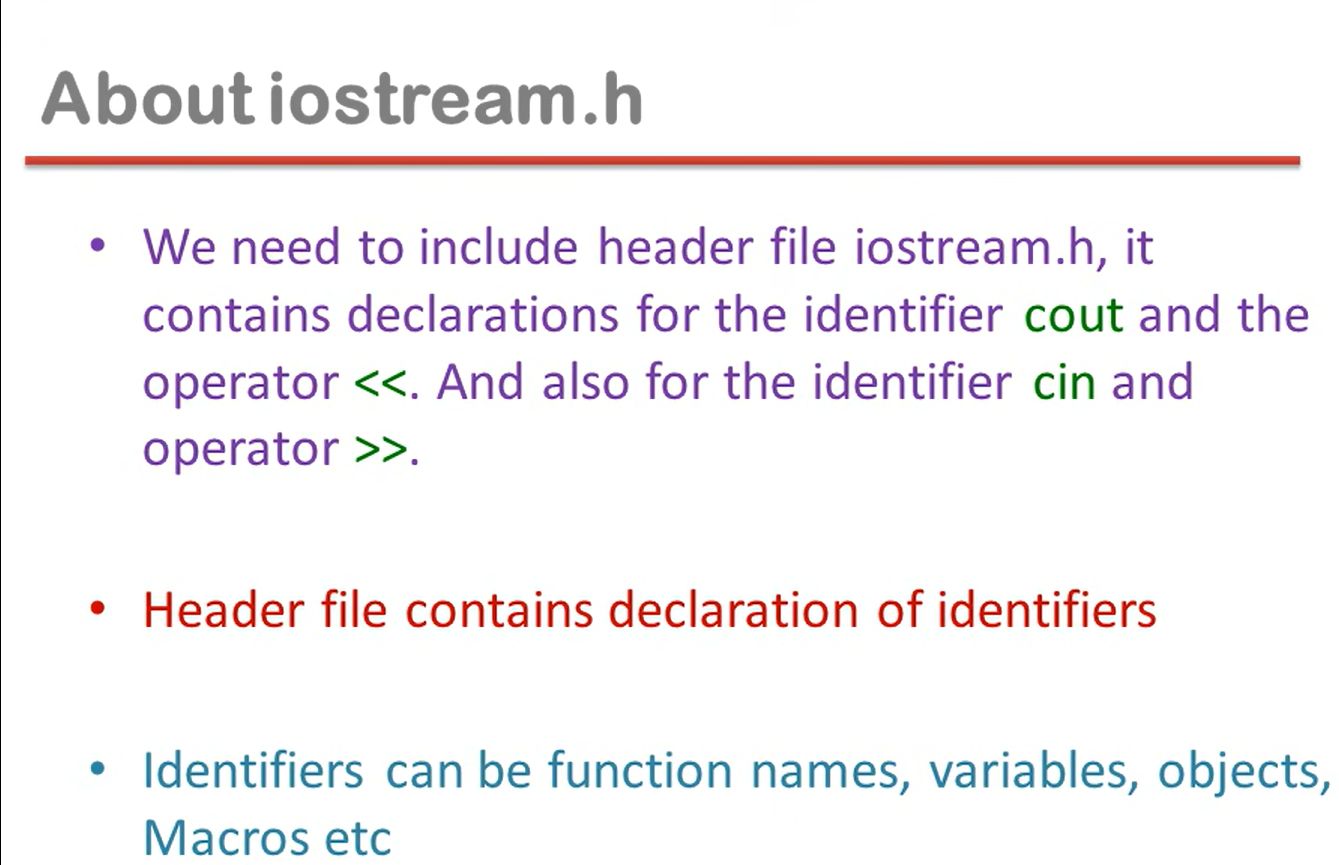 About iostream.h
• We need to include header file iostream.h, it
contains declarations for the identifier cout and the
operator <<. And also for the identifier cin and
operator >>.
• Header file contains declaration of identifiers
• Identifiers can be function names, variables, objects,
Macros etc